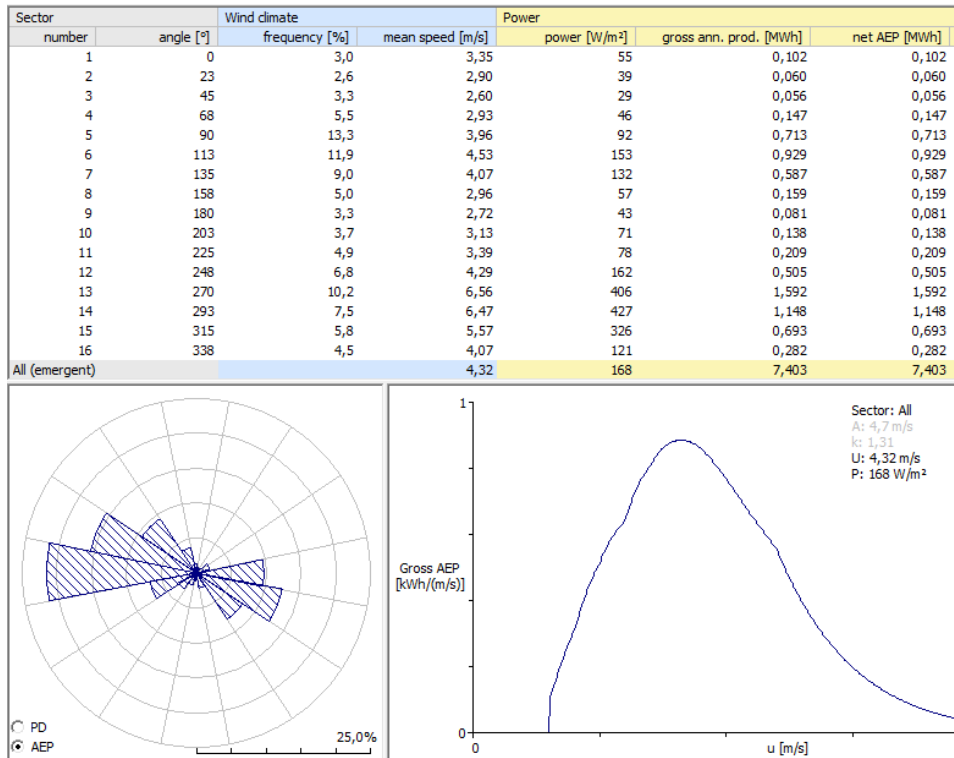 Sector Wind climate Power
number angle [º] frequency [%] mean speed [m/s] power [W/m²] gross ann. prod. [MWh] net AEP [MWh]
1 0 3,0 3,35 55 0,102 0,102
2 23 2,6 2,90 39 0,060 0,060
3 45 3,3 2,60 29 0,056 0,056
4 68 5,5 2,93 46 0,147 0,147
5 90 13,3 3,96 92 0,713 0,713
6 113 11,9 4,53 153 0,929 0,929
7 135 9,0 4,07 132 0,587 0,587
8 158 5,0 2,96 57 0,159 0,159
9 180 3,3 2,72 43 0,081 0,081
10 203 3,7 3,13 71 0,138 0,138
11 225 4,9 3,39 78 0,209 0,209
12 248 6,8 4,29 162 0,505 0,505
13 270 10,2 6,56 406 1,592 1,592
14 293 7,5 6,47 427 1,148 1,148
15 315 5,8 5,57 326 0,693 0,693
16 338 4,5 4,07 121 0,282 0,282
All (emergent) 4,32 168 7,403 7,403
PD
AEP
25,0%
1
Sector: All
A: 4,7 m/s
k: 1,31
U: 4,32 m/s
P: 168 W/m²
Gross AEP
[kWh/(m/s)]
0
0
u [m/s]